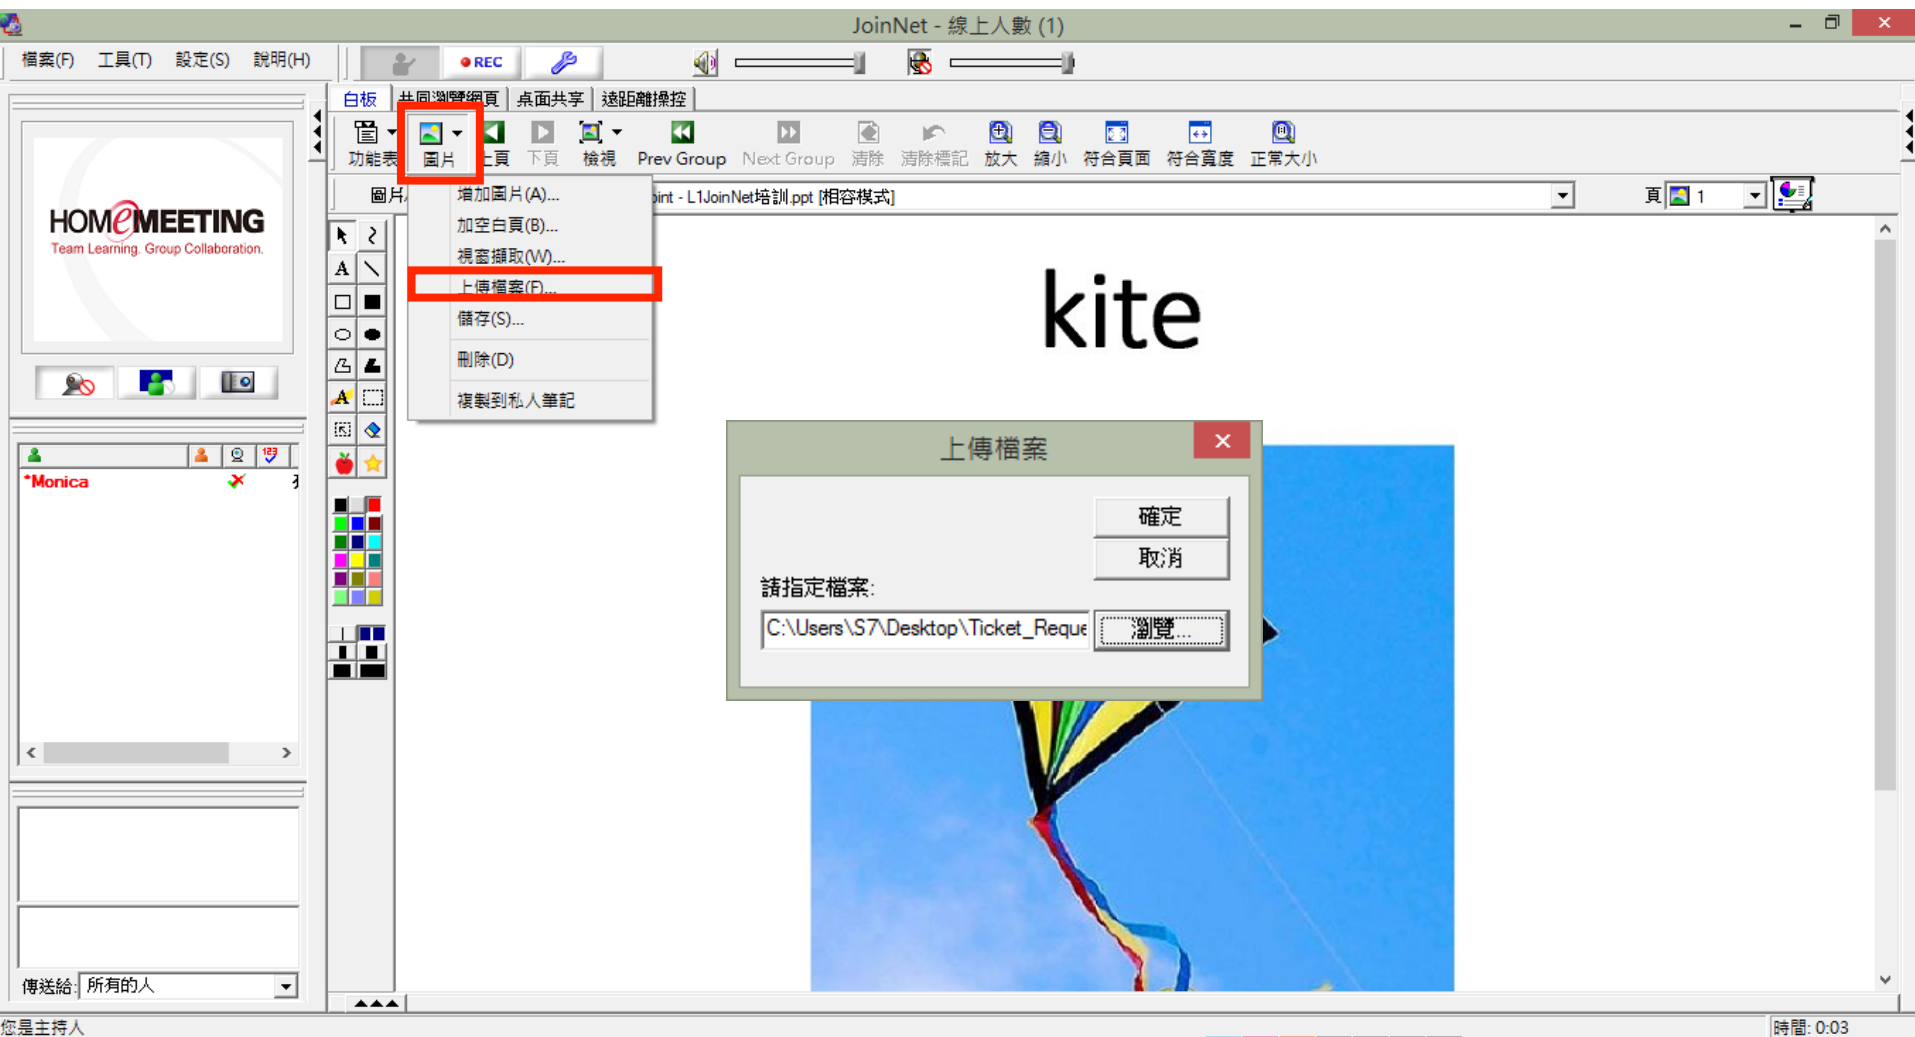 JoinNet - 線上人數 (1)
檔案(F) 工具(T) 設定(S) 說明(H)
REC
白板 共同瀏覽網頁 桌面共享 遠距離操控
功能表 圖片 上頁 下頁 檢視 Prev Group Next Group 清除 清除標記 放大 縮小 符合頁面 符合寬度 正常大小
圖片 oint - L1JoinNet培訓.ppt [相容模式] 頁 1
增加圖片(A)...
加空白頁(B)...
視窗擷取(W)...
上傳檔案(F)...
儲存(S)...
刪除(D)
複製到私人筆記
HOMEMEETING
Team Learning. Group Collaboration.
kite
123
*Monica
上傳檔案
確定
取消
請指定檔案:
C:\Users\S7\Desktop\Ticket_Reque
瀏覽...
傳送給: 所有的人
您是主持人
時間: 0:03